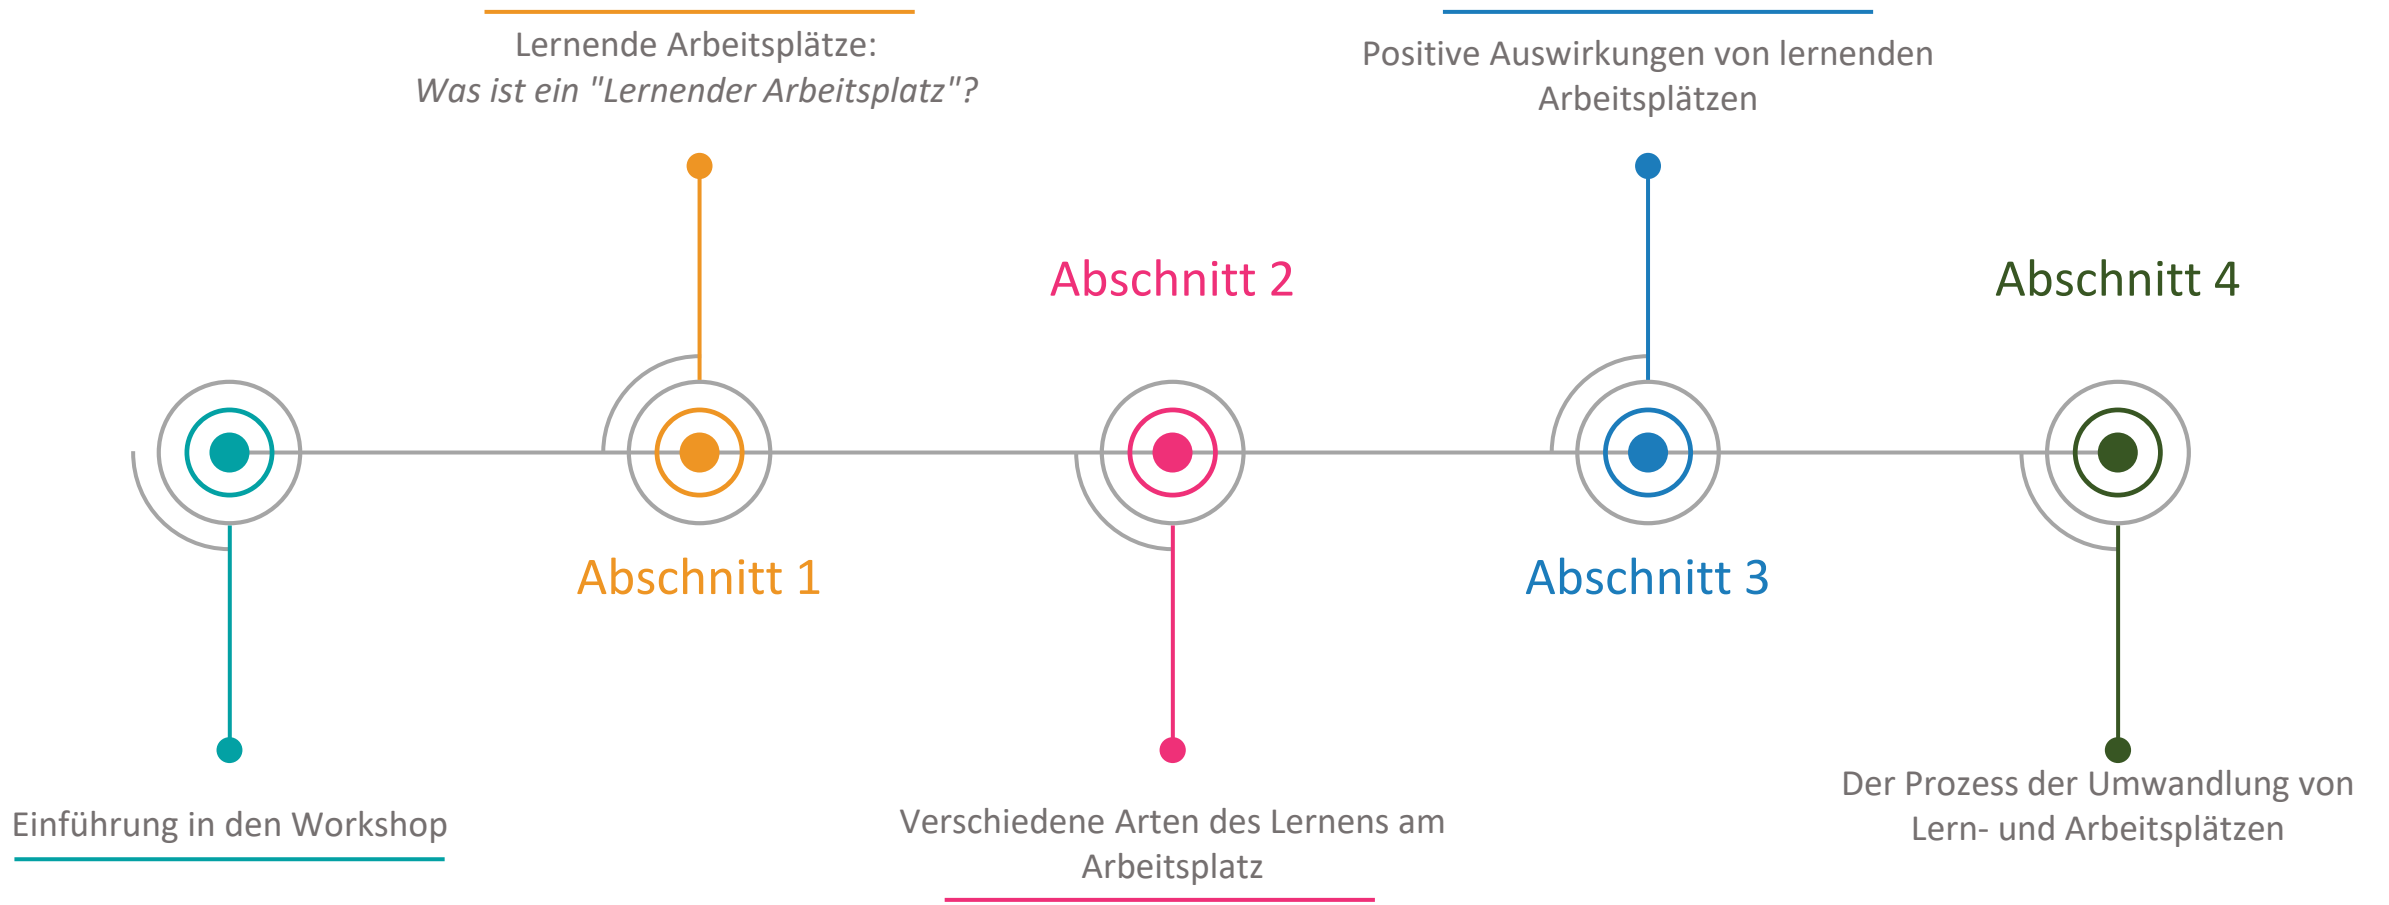 Lernende Arbeitsplätze:
Was ist ein "Lernender Arbeitsplatz"?
Positive Auswirkungen von lernenden
Arbeitsplätzen
Abschnitt 2
Abschnitt 4
Abschnitt 1
Abschnitt 3
Einführung in den Workshop
Verschiedene Arten des Lernens am
Arbeitsplatz
Der Prozess der Umwandlung von
Lern- und Arbeitsplätzen